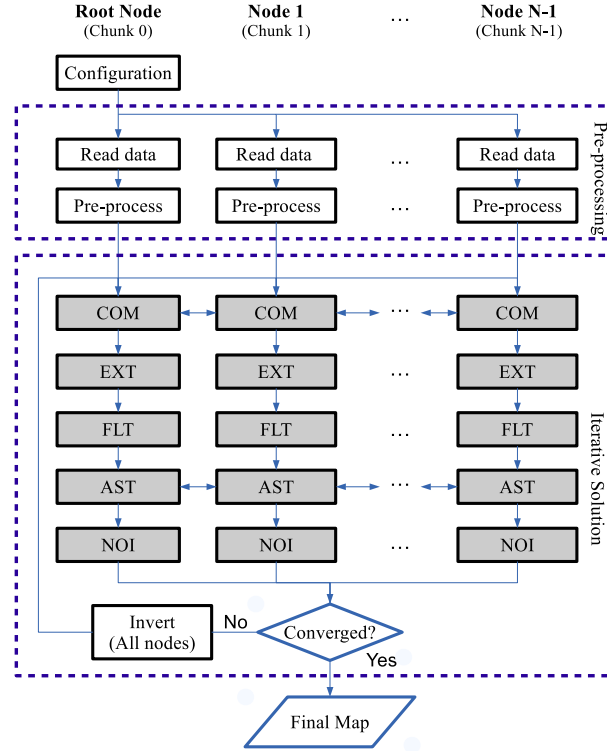 Root Node Node 1 ... Node N-1
(Chunk 0) (Chunk 1) (Chunk N-1)
Configuration
Pre-processing
Read data Read data ... Read data
Pre-process Pre-process ... Pre-process
Iterative Solution
COM COM ... COM
EXT EXT ... EXT
FLT FLT ... FLT
AST AST ... AST
NOI NOI ... NOI
Invert
(All nodes)
No
Converged?
Yes
Final Map